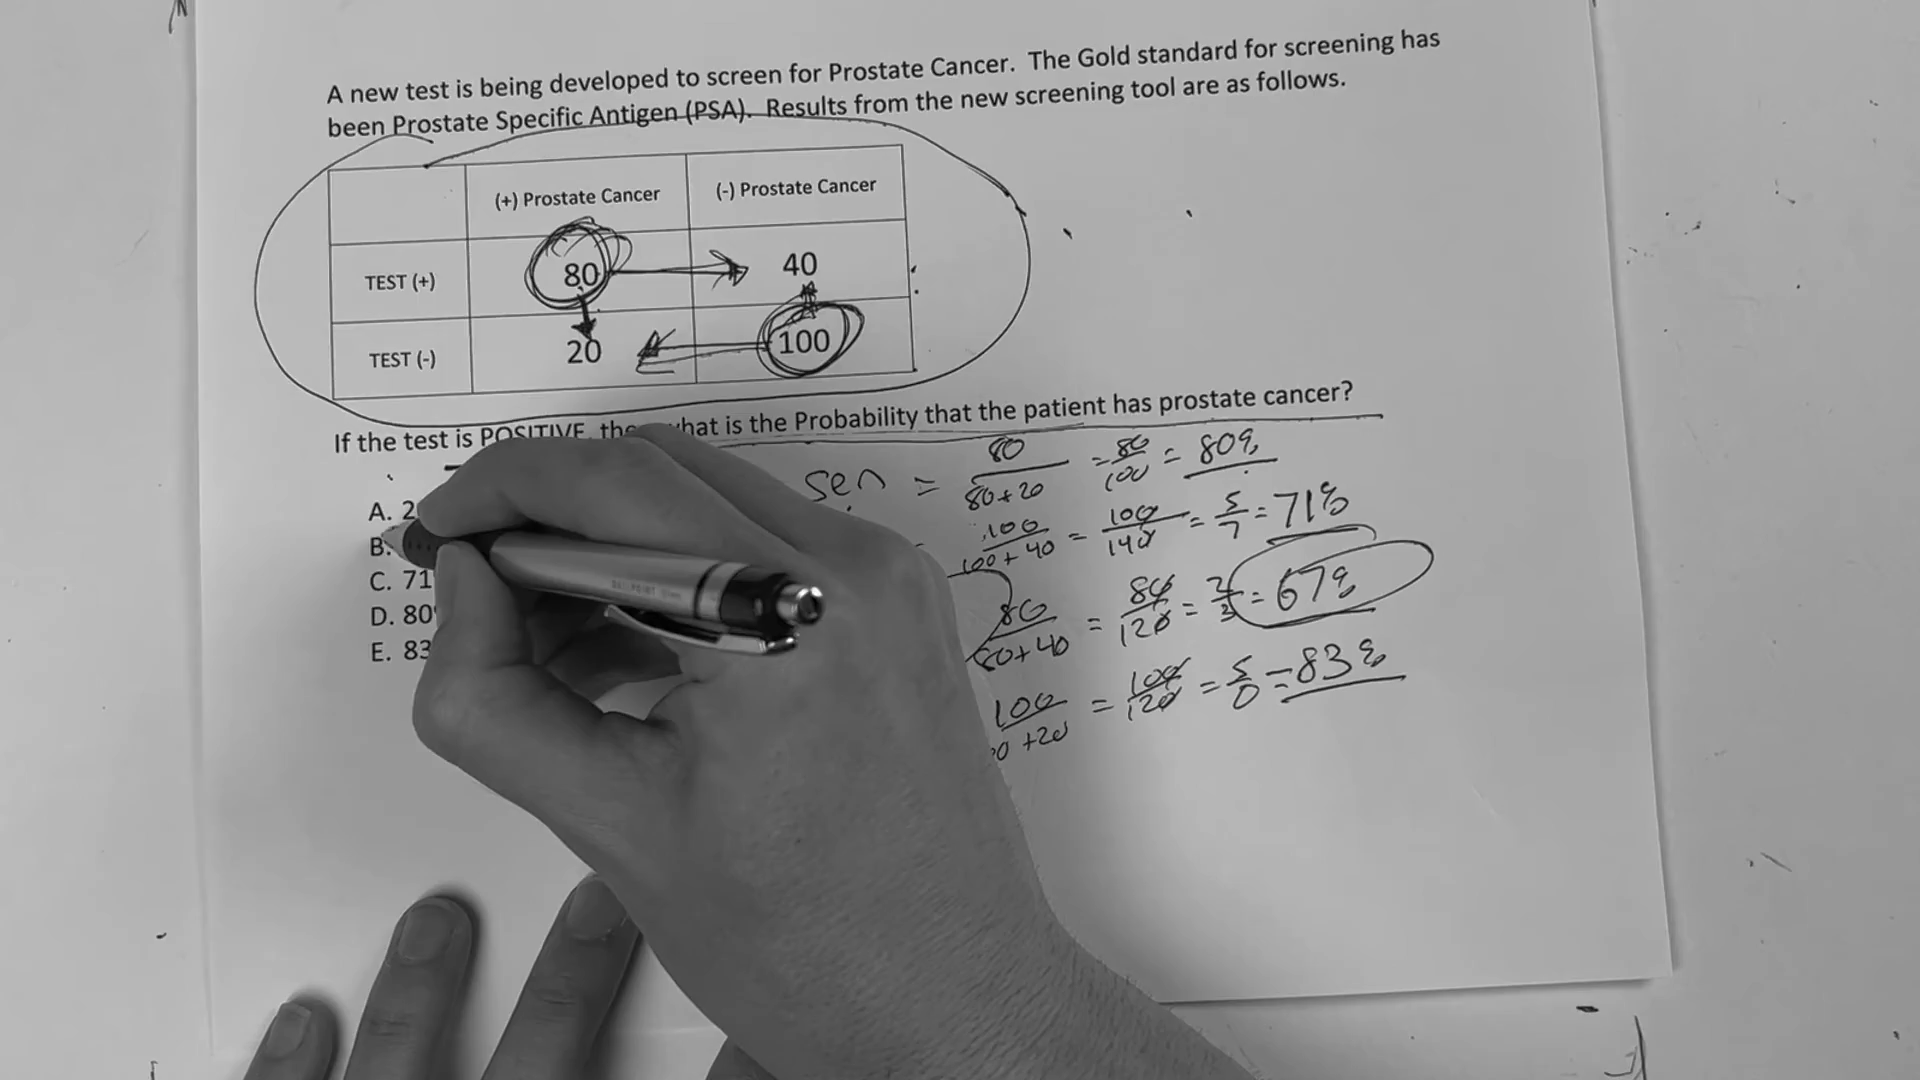 A new test is being developed to screen for Prostate Cancer. The Gold standard for screening has
been Prostate Specific Antigen (PSA). Results from the new screening tool are as follows.
(+) Prostate Cancer (-) Prostate Cancer
TEST (+) 80 40
TEST (-) 20 100
If the test is POSITIVE, the what is the Probability that the patient has prostate cancer?
sen = 80 / 80+20 = 80 / 100 = 80%
100 / 100+40 = 100 / 140 = 5/7 = 71%
80 / 80+40 = 80 / 120 = 2/3 = 67%
100 / +20 = 100 / 120 = = 83%
A. 2
B.
C. 71
D. 80
E. 83